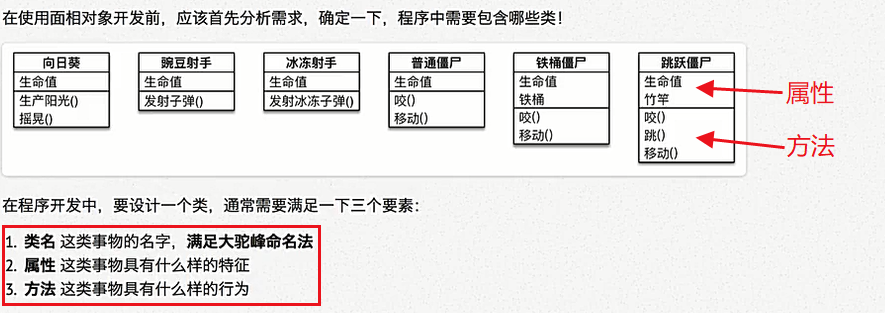 在使用面相对象开发前，应该首先分析需求，确定一下，程序中需要包含哪些类！
向日葵 豌豆射手 冰冻射手 普通僵尸 铁桶僵尸 跳跃僵尸
生命值 生命值 生命值 生命值 生命值 生命值
生产阳光() 发射子弹() 发射冰冻子弹() 咬() 铁桶 竹竿
摇晃() 移动() 咬() 咬()
移动() 跳()
移动()
属性
方法
在程序开发中，要设计一个类，通常需要满足一下三个要素：
1. 类名 这类事物的名字，满足大驼峰命名法
2. 属性 这类事物具有什么样的特征
3. 方法 这类事物具有什么样的行为